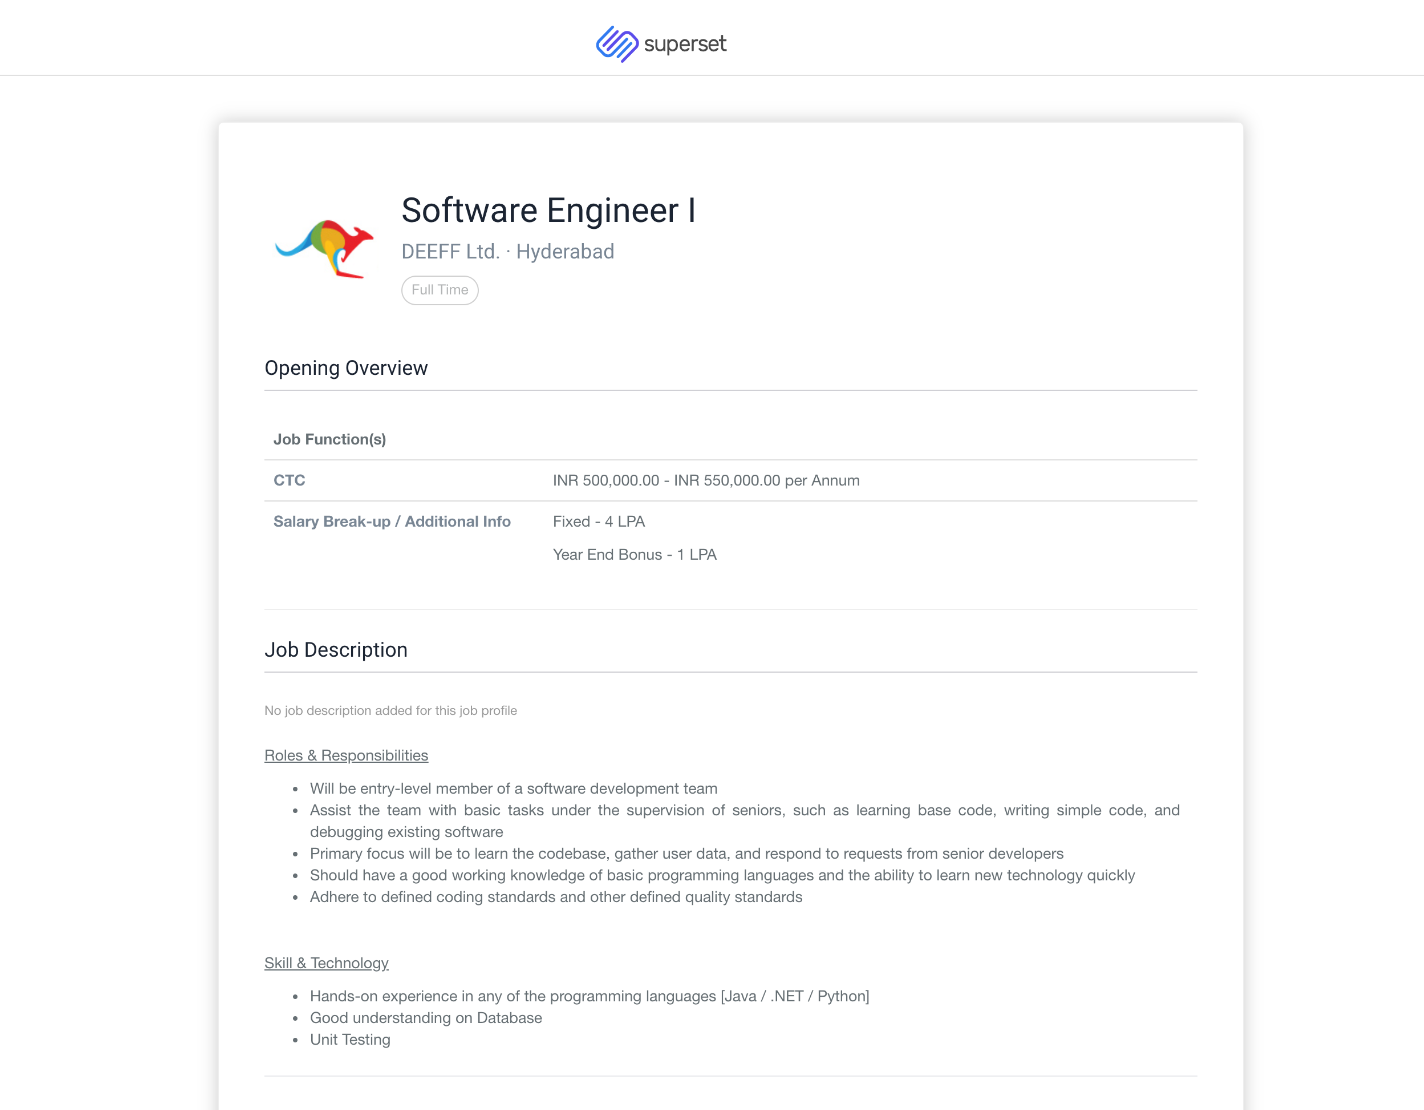 superset
Software Engineer I
DEEFF Ltd. · Hyderabad
Full Time
Opening Overview
Job Function(s)
CTC INR 500,000.00 - INR 550,000.00 per Annum
Salary Break-up / Additional Info Fixed - 4 LPA
Year End Bonus - 1 LPA
Job Description
No job description added for this job profile
Roles & Responsibilities
• Will be entry-level member of a software development team
• Assist the team with basic tasks under the supervision of seniors, such as learning base code, writing simple code, and
debugging existing software
• Primary focus will be to learn the codebase, gather user data, and respond to requests from senior developers
• Should have a good working knowledge of basic programming languages and the ability to learn new technology quickly
• Adhere to defined coding standards and other defined quality standards
Skill & Technology
• Hands-on experience in any of the programming languages [Java / .NET / Python]
• Good understanding on Database
• Unit Testing